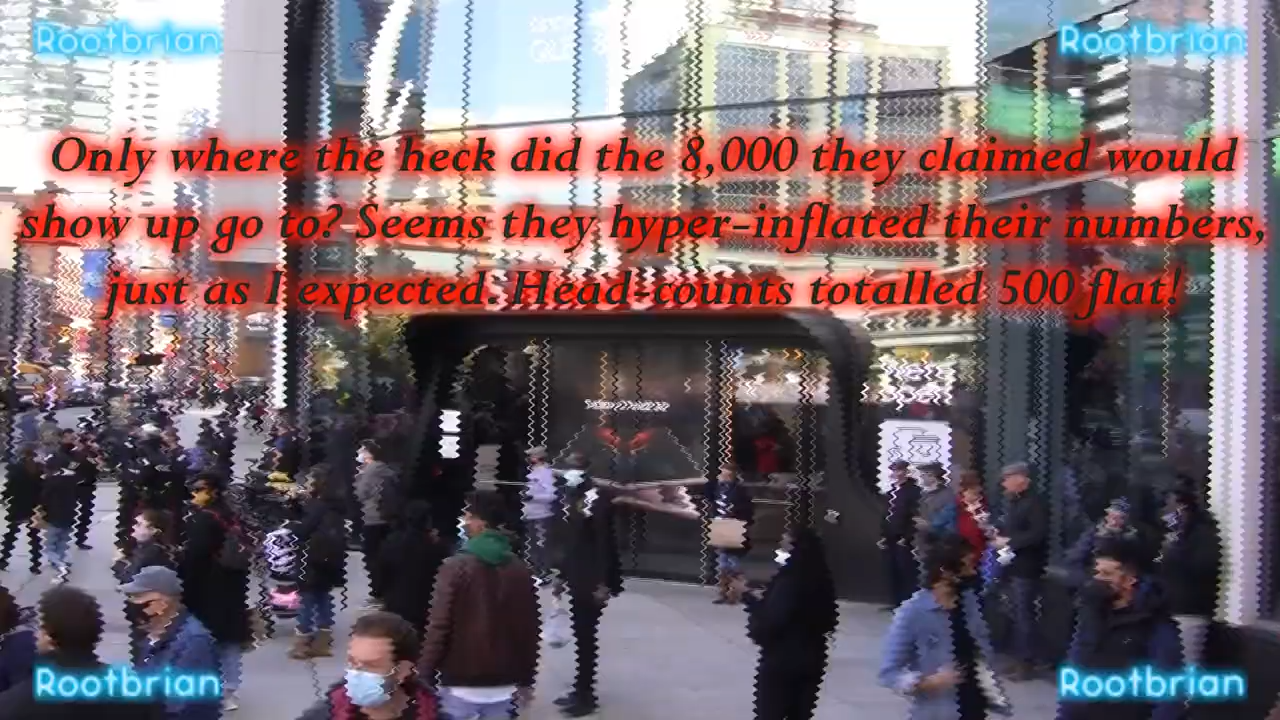 Rootbrian Rootbrian
Only where the heck did the 8,000 they claimed would
show up go to? Seems they hyper-inflated their numbers,
just as I expected. Head-counts totalled 500 flat!
Rootbrian Rootbrian